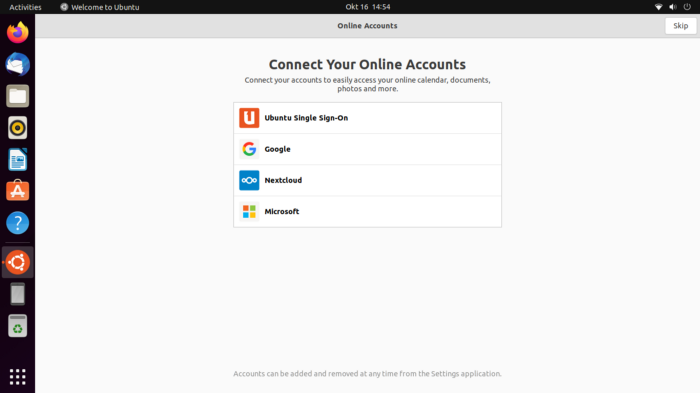 Activities
Welcome to Ubuntu
Okt 16 14:54
Online Accounts
Skip
Connect Your Online Accounts
Connect your accounts to easily access your online calendar, documents,
photos and more.
Ubuntu Single Sign-On
Google
Nextcloud
Microsoft
Accounts can be added and removed at any time from the Settings application.